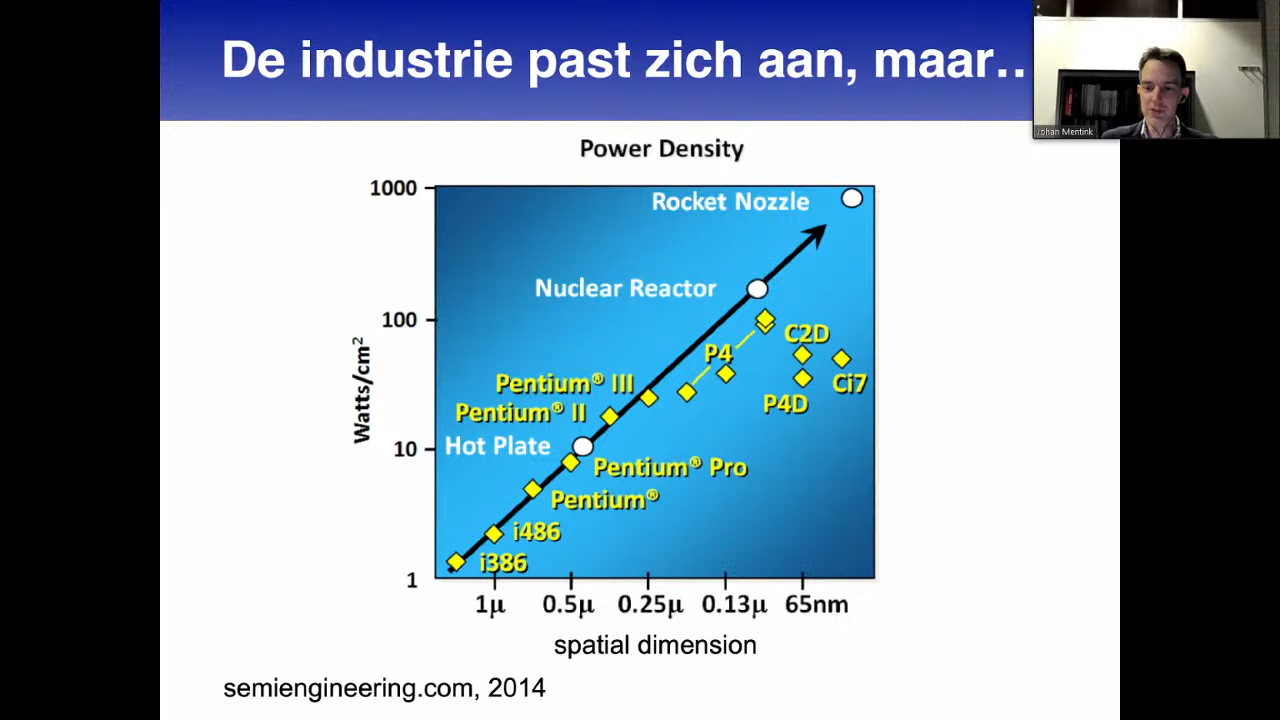 De industrie past zich aan, maar..
Johan Mentink
Power Density
1000
Rocket Nozzle
Nuclear Reactor
100
C2D
P4
Watts/cm²
Pentium® III
Ci7
Pentium® II
P4D
10
Hot Plate
Pentium® Pro
Pentium®
i486
i386
1
1µ 0.5µ 0.25µ 0.13µ 65nm
spatial dimension
semiengineering.com, 2014